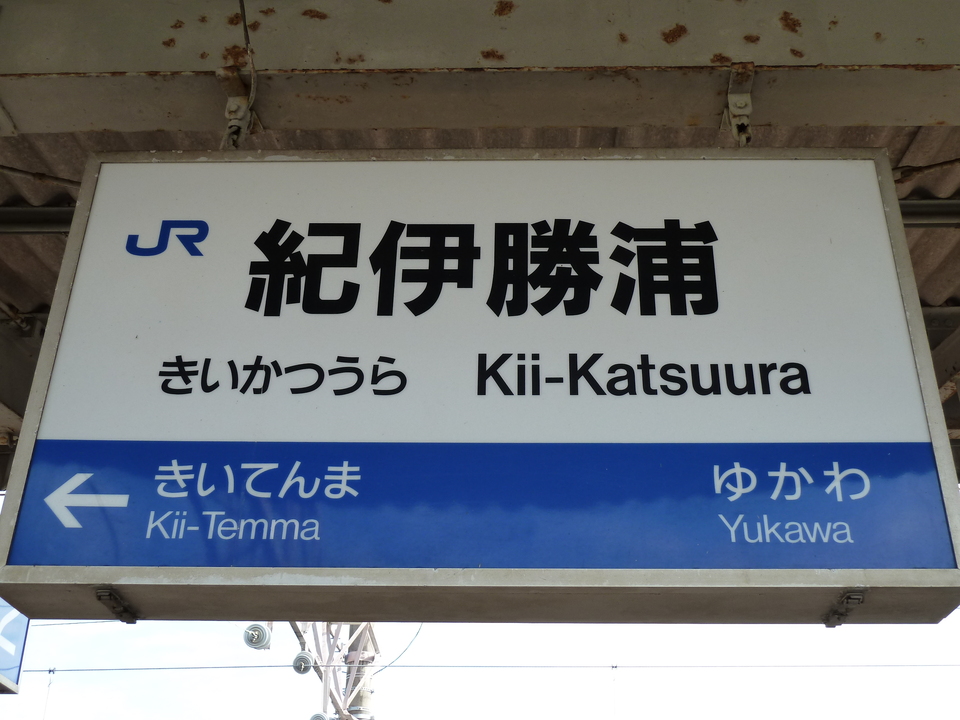 JR 紀伊勝浦
きいかつうら Kii-Katsuura
← きいてんま ゆかわ
Kii-Temma Yukawa